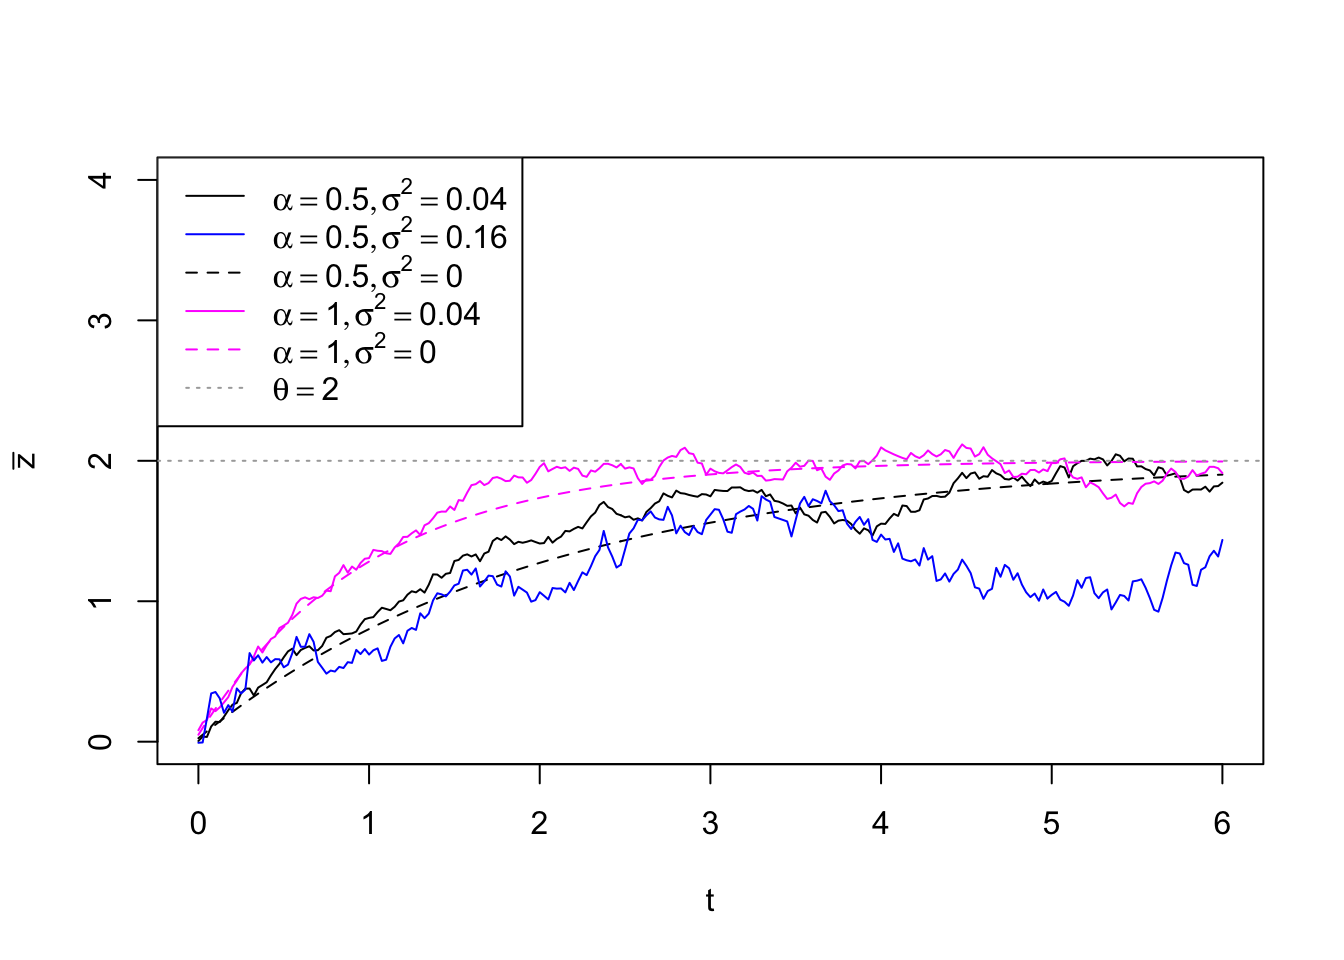 α = 0.5, σ² = 0.04
α = 0.5, σ² = 0.16
α = 0.5, σ² = 0
α = 1, σ² = 0.04
α = 1, σ² = 0
θ = 2
4
3
2
1
0
z̄
0 1 2 3 4 5 6
t